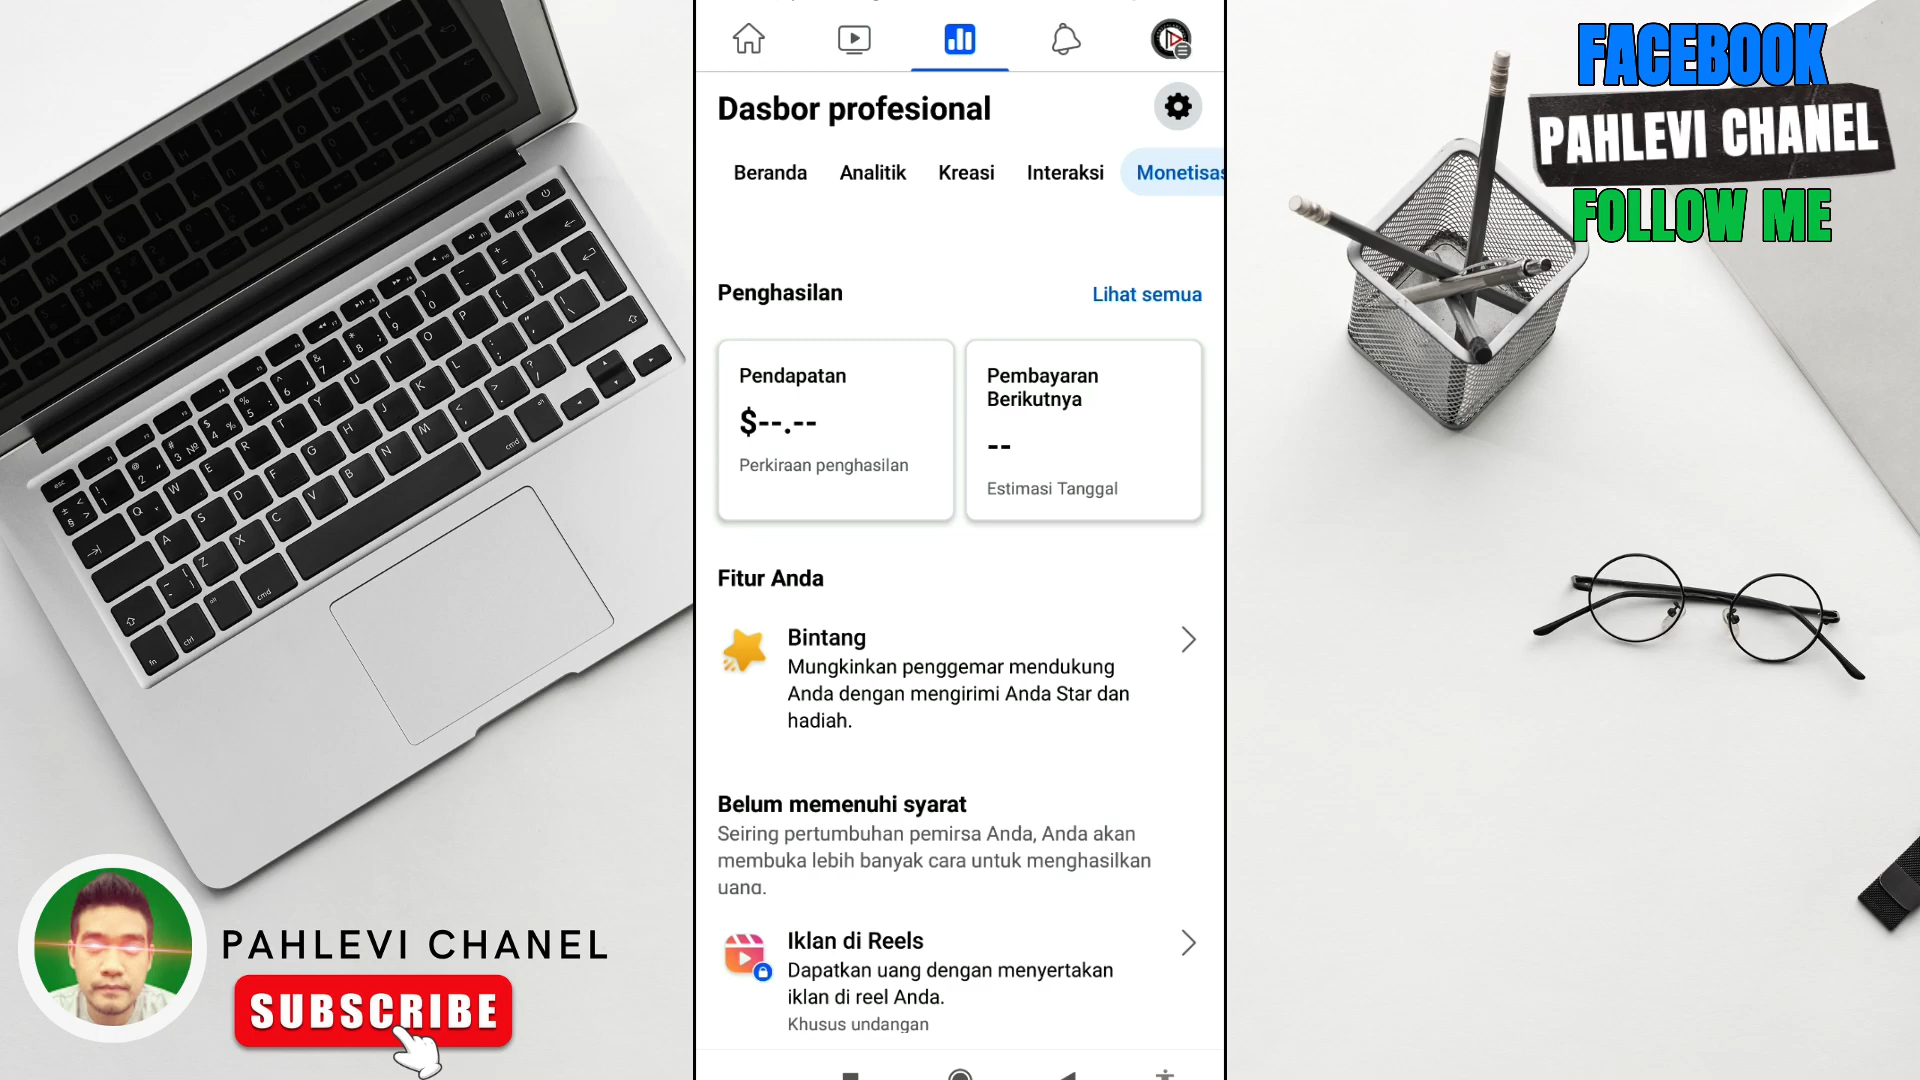 Dasbor profesional
Beranda Analitik Kreasi Interaksi Monetisas
Penghasilan
Lihat semua
Pendapatan
$--.--
Perkiraan penghasilan
Pembayaran
Berikutnya
--
Estimasi Tanggal
Fitur Anda
Bintang
Mungkinkan penggemar mendukung
Anda dengan mengirimi Anda Star dan
hadiah.
Belum memenuhi syarat
Seiring pertumbuhan pemirsa Anda, Anda akan
membuka lebih banyak cara untuk menghasilkan
uang.
Iklan di Reels
Dapatkan uang dengan menyertakan
iklan di reel Anda.
Khusus undangan
FACEBOOK
PAHLEVI CHANEL
FOLLOW ME
PAHLEVI CHANEL
SUBSCRIBE